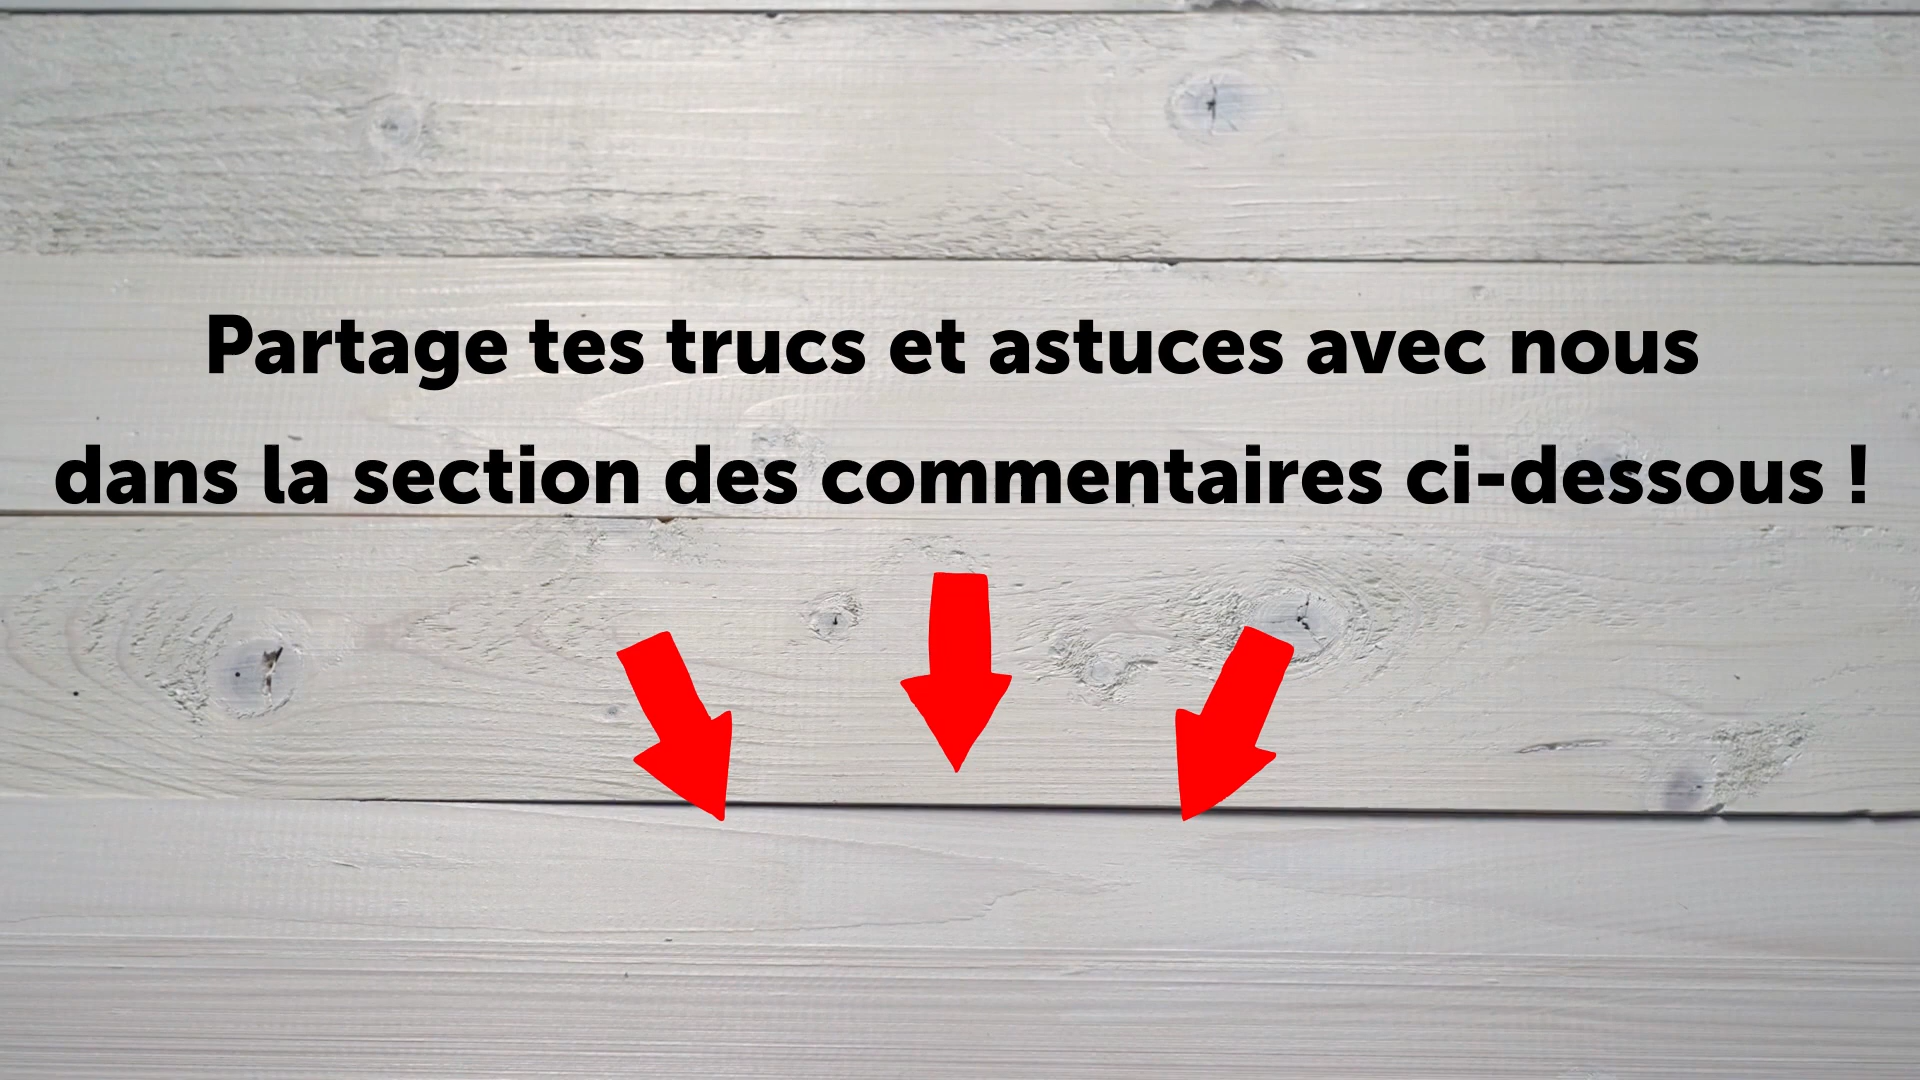 Partage tes trucs et astuces avec nous
dans la section des commentaires ci-dessous !